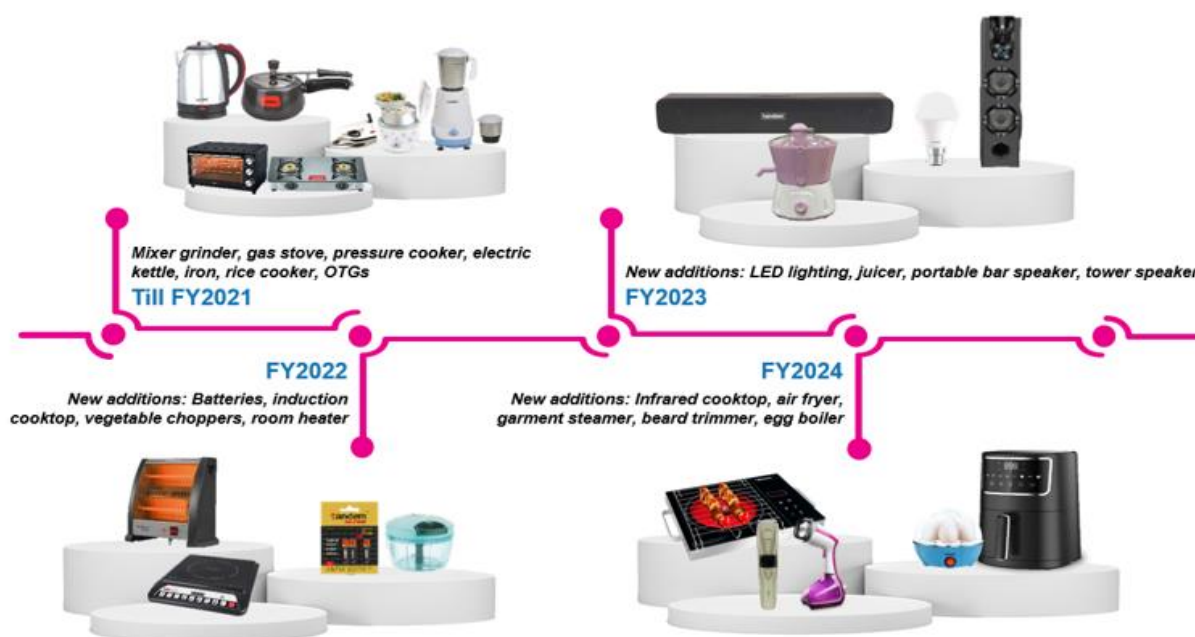 Mixer grinder, gas stove, pressure cooker, electric
kettle, iron, rice cooker, OTGs
Till FY2021
New additions: LED lighting, juicer, portable bar speaker, tower speaker
FY2023
FY2022
New additions: Batteries, induction
cooktop, vegetable choppers, room heater
FY2024
New additions: Infrared cooktop, air fryer,
garment steamer, beard trimmer, egg boiler
tandem